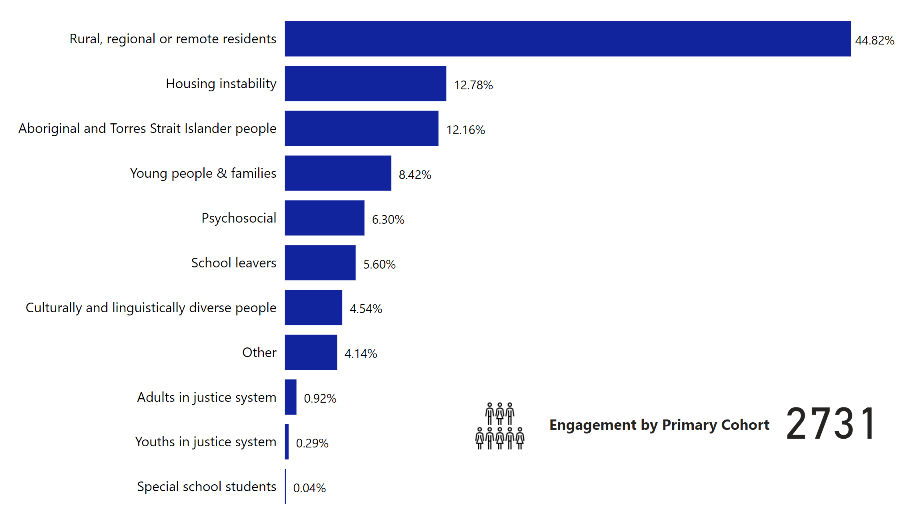 Rural, regional or remote residents 44.82%
Housing instability 12.78%
Aboriginal and Torres Strait Islander people 12.16%
Young people & families 8.42%
Psychosocial 6.30%
School leavers 5.60%
Culturally and linguistically diverse people 4.54%
Other 4.14%
Adults in justice system 0.92%
Engagement by Primary Cohort 2731
Youths in justice system 0.29%
Special school students 0.04%